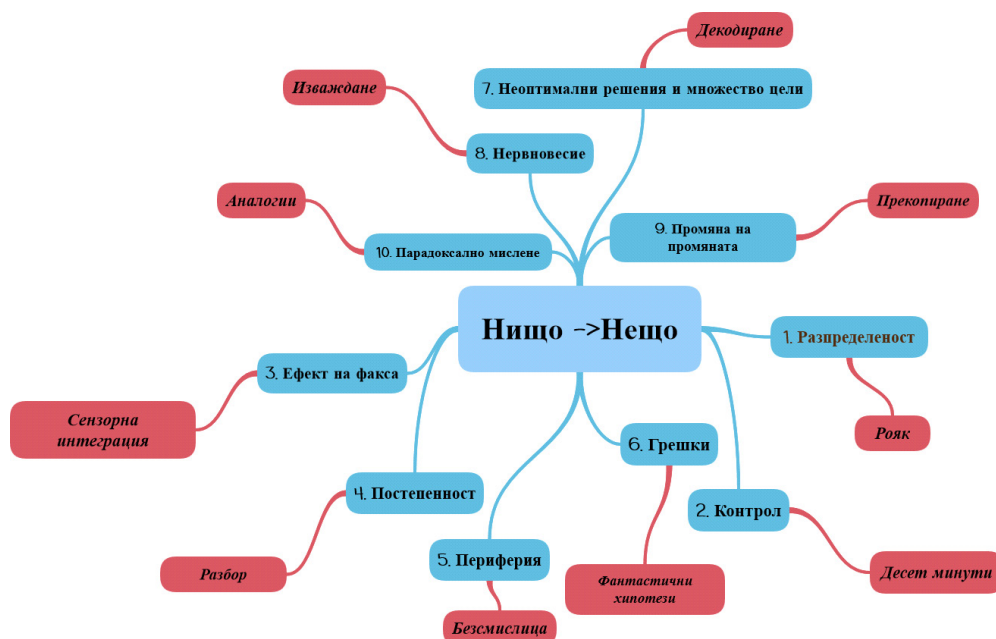 Декодиране
7. Неоптимални решения и множество цели
Изваждане
8. Нервновесие
Аналогии
Прекопиране
9. Промяна на
промяната
10. Парадоксално мислене
Нищо ->Нещо
1. Разпределеност
3. Ефект на факса
Сензорна
интеграция
Рояк
6. Грешки
4. Постепенност
2. Контрол
5. Периферия
Разбор
Фантастични
хипотези
Десет минути
Безсмислица